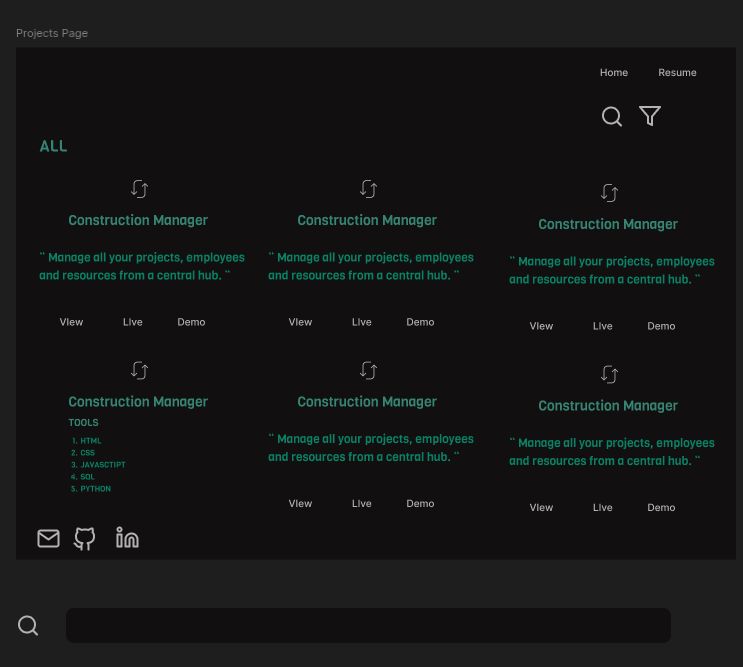 Projects Page
Home Resume
ALL
Construction Manager Construction Manager Construction Manager
" Manage all your projects, employees " Manage all your projects, employees " Manage all your projects, employees
and resources from a central hub. " and resources from a central hub. " and resources from a central hub. "
VIew LIve Demo VIew LIve Demo VIew LIve Demo
Construction Manager Construction Manager Construction Manager
TOOLS
1. HTML
2. CSS
3. JAVASCTIPT
4. SQL
5. PYTHON
" Manage all your projects, employees " Manage all your projects, employees
and resources from a central hub. " and resources from a central hub. "
VIew LIve Demo VIew LIve Demo